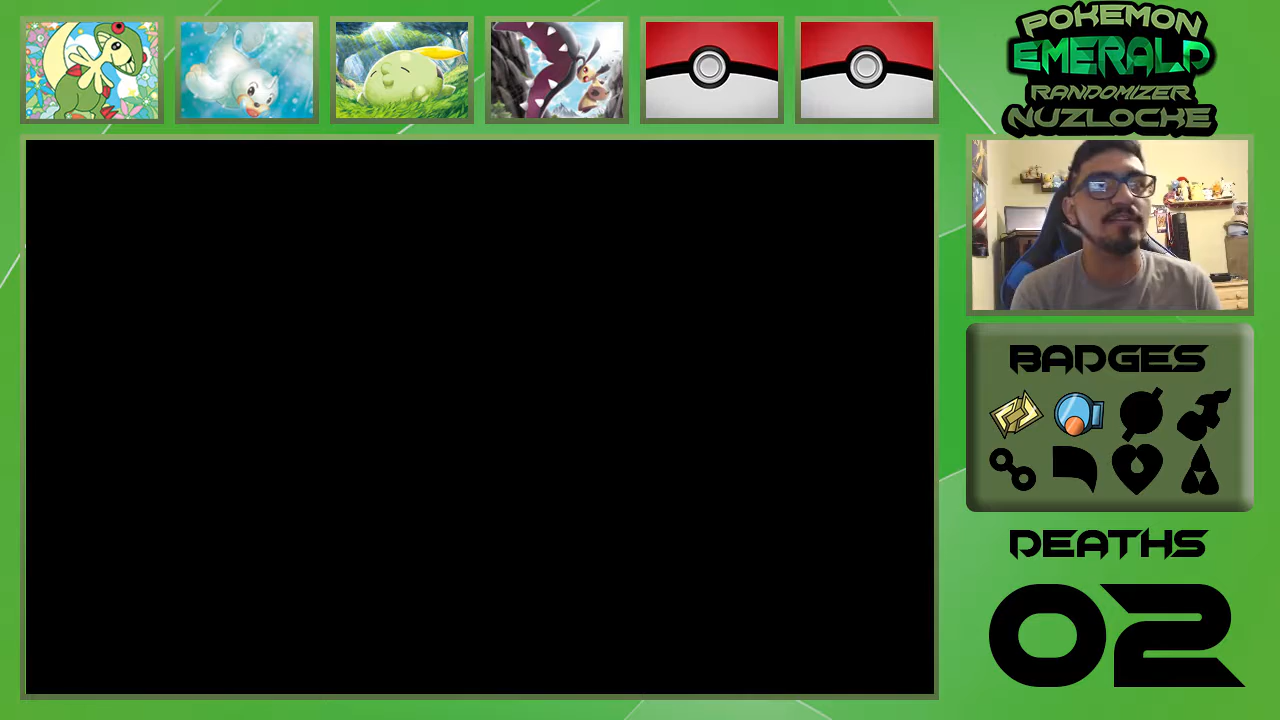 POKEMON
EMERALD
RANDOMIZER
NUZLOCKE
BADGES
DEATHS
02